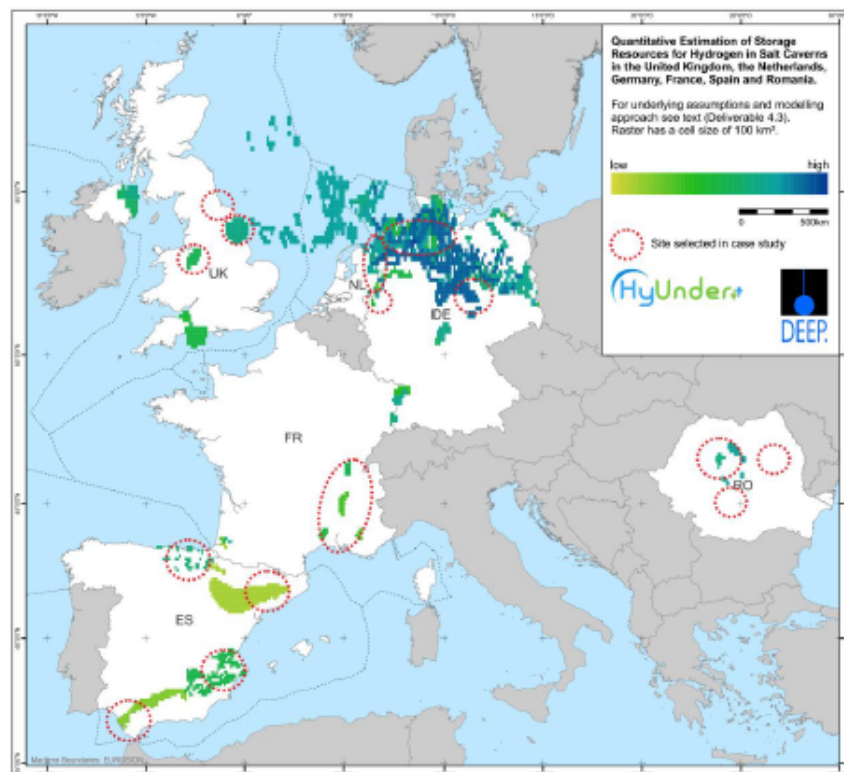 Quantitative Estimation of Storage
Resources for Hydrogen in Salt Caverns
in the United Kingdom, the Netherlands,
Germany, France, Spain and Romania.
For underlying assumptions and modelling
approach see text (Deliverable 4.3).
Raster has a cell size of 100 km².
low high
0 500km
Site selected in case study
HyUnder
DEEP.
UK
NL
DE
FR
RO
ES
Maritime Boundaries: EUROSION